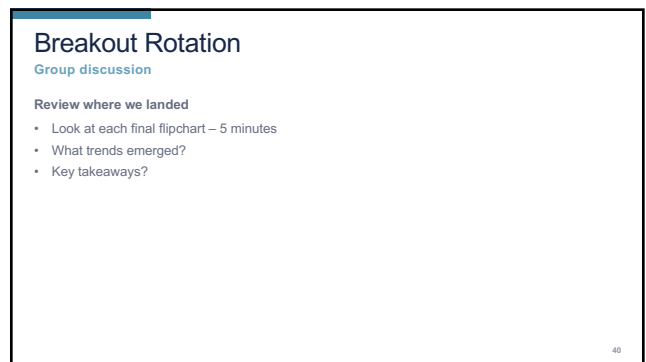 Breakout Rotation
Group discussion
Review where we landed
• Look at each final flipchart – 5 minutes
• What trends emerged?
• Key takeaways?
40